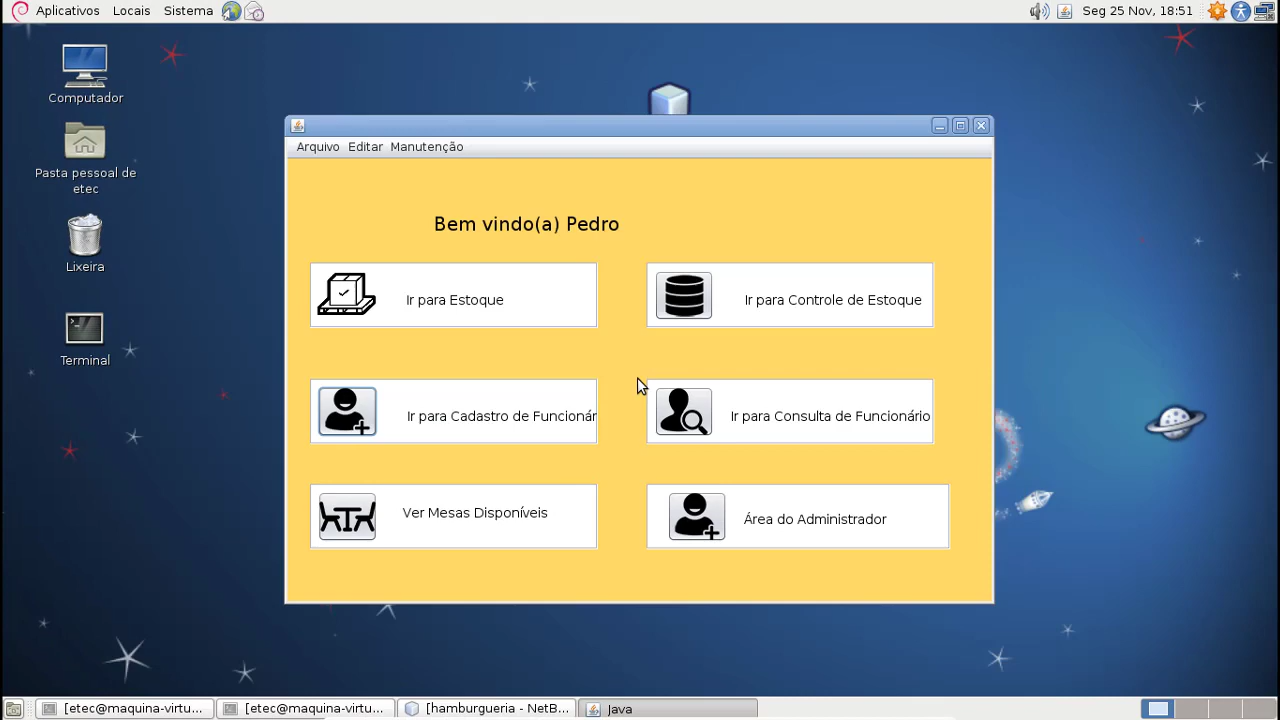 Aplicativos Locais Sistema
Seg 25 Nov, 18:51
Computador
Pasta pessoal de
etec
Lixeira
Terminal
Arquivo Editar Manutenção
Bem vindo(a) Pedro
Ir para Estoque
Ir para Controle de Estoque
Ir para Cadastro de Funcionár
Ir para Consulta de Funcionário
Ver Mesas Disponíveis
Área do Administrador
[etec@maquina-virtu...
[etec@maquina-virtu...
[hamburgueria - NetB...
Java